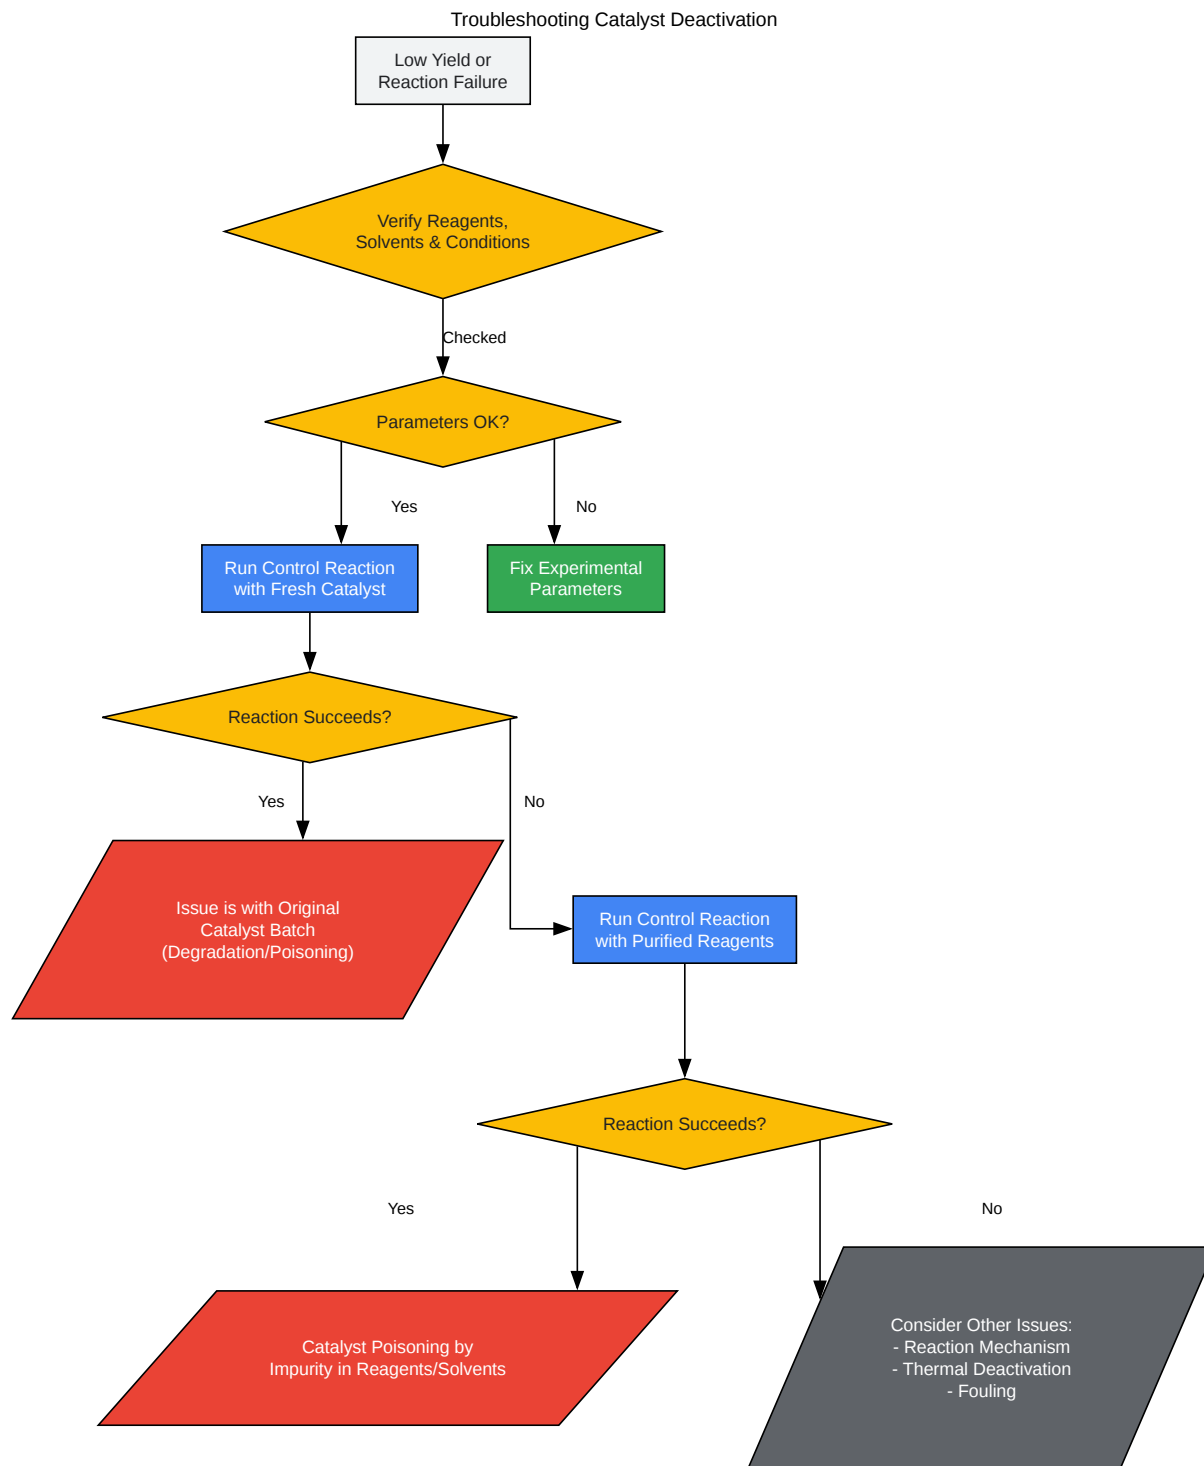 Troubleshooting Catalyst Deactivation
Low Yield or
Reaction Failure
Verify Reagents,
Solvents & Conditions
Checked
Parameters OK?
Yes
No
Run Control Reaction
with Fresh Catalyst
Fix Experimental
Parameters
Reaction Succeeds?
Yes
No
Issue is with Original
Catalyst Batch
(Degradation/Poisoning)
Run Control Reaction
with Purified Reagents
Reaction Succeeds?
Yes
No
Catalyst Poisoning by
Impurity in Reagents/Solvents
Consider Other Issues:
- Reaction Mechanism
- Thermal Deactivation
- Fouling